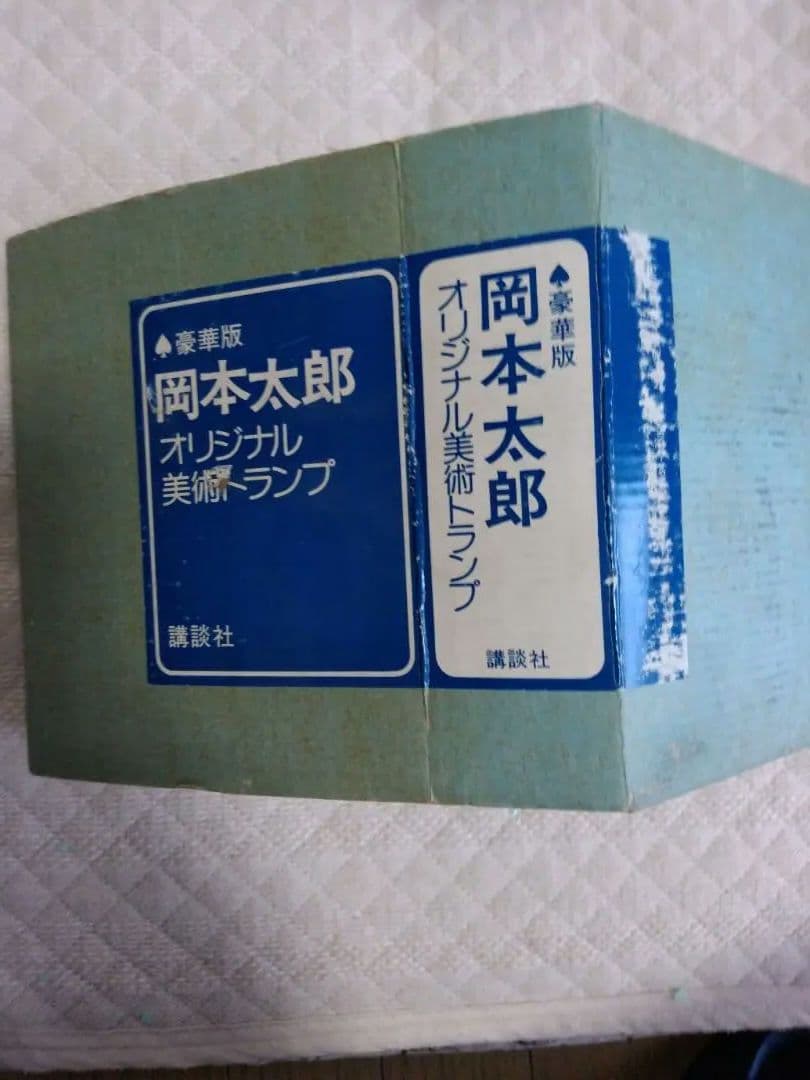 ♠豪華版
岡本太郎
オリジナル
美術トランプ
講談社
♠豪華版
岡本太郎
オリジナル美術トランプ
講談社